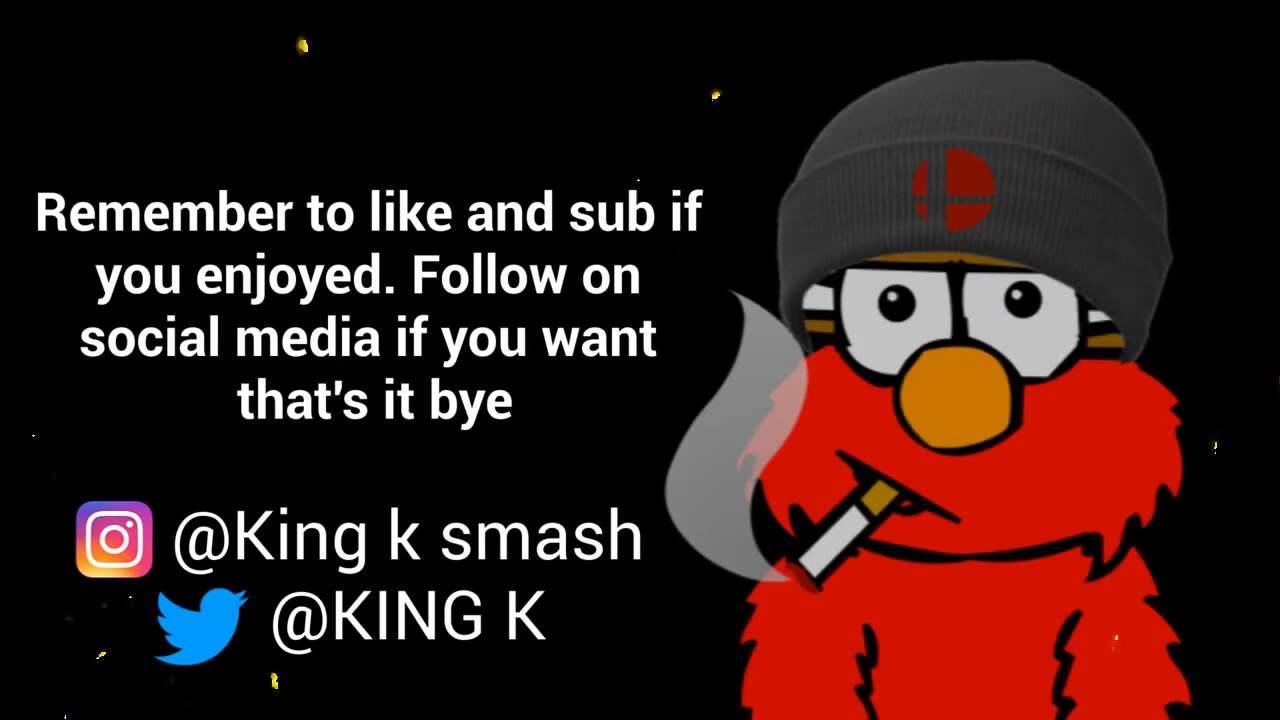 Remember to like and sub if
you enjoyed. Follow on
social media if you want
that's it bye
@King k smash
@KING K